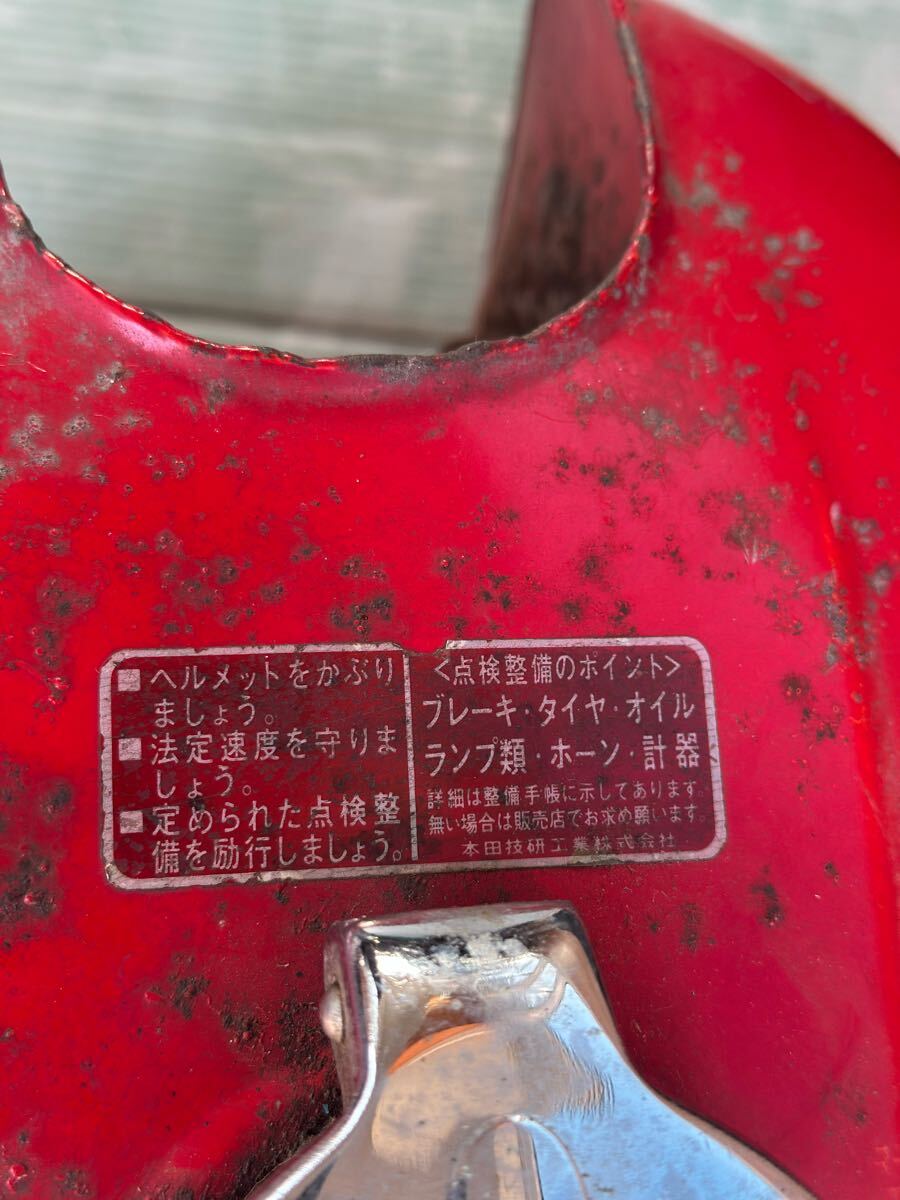 ■ヘルメットをかぶり
ましょう。
■法定速度を守りま
しょう。
■定められた点検整
備を励行しましょう。
<点検整備のポイント>
ブレーキ・タイヤ・オイル
ランプ類・ホーン・計器
詳細は整備手帳に示してあります。
無い場合は販売店でお求め願います。
本田技研工業株式会社